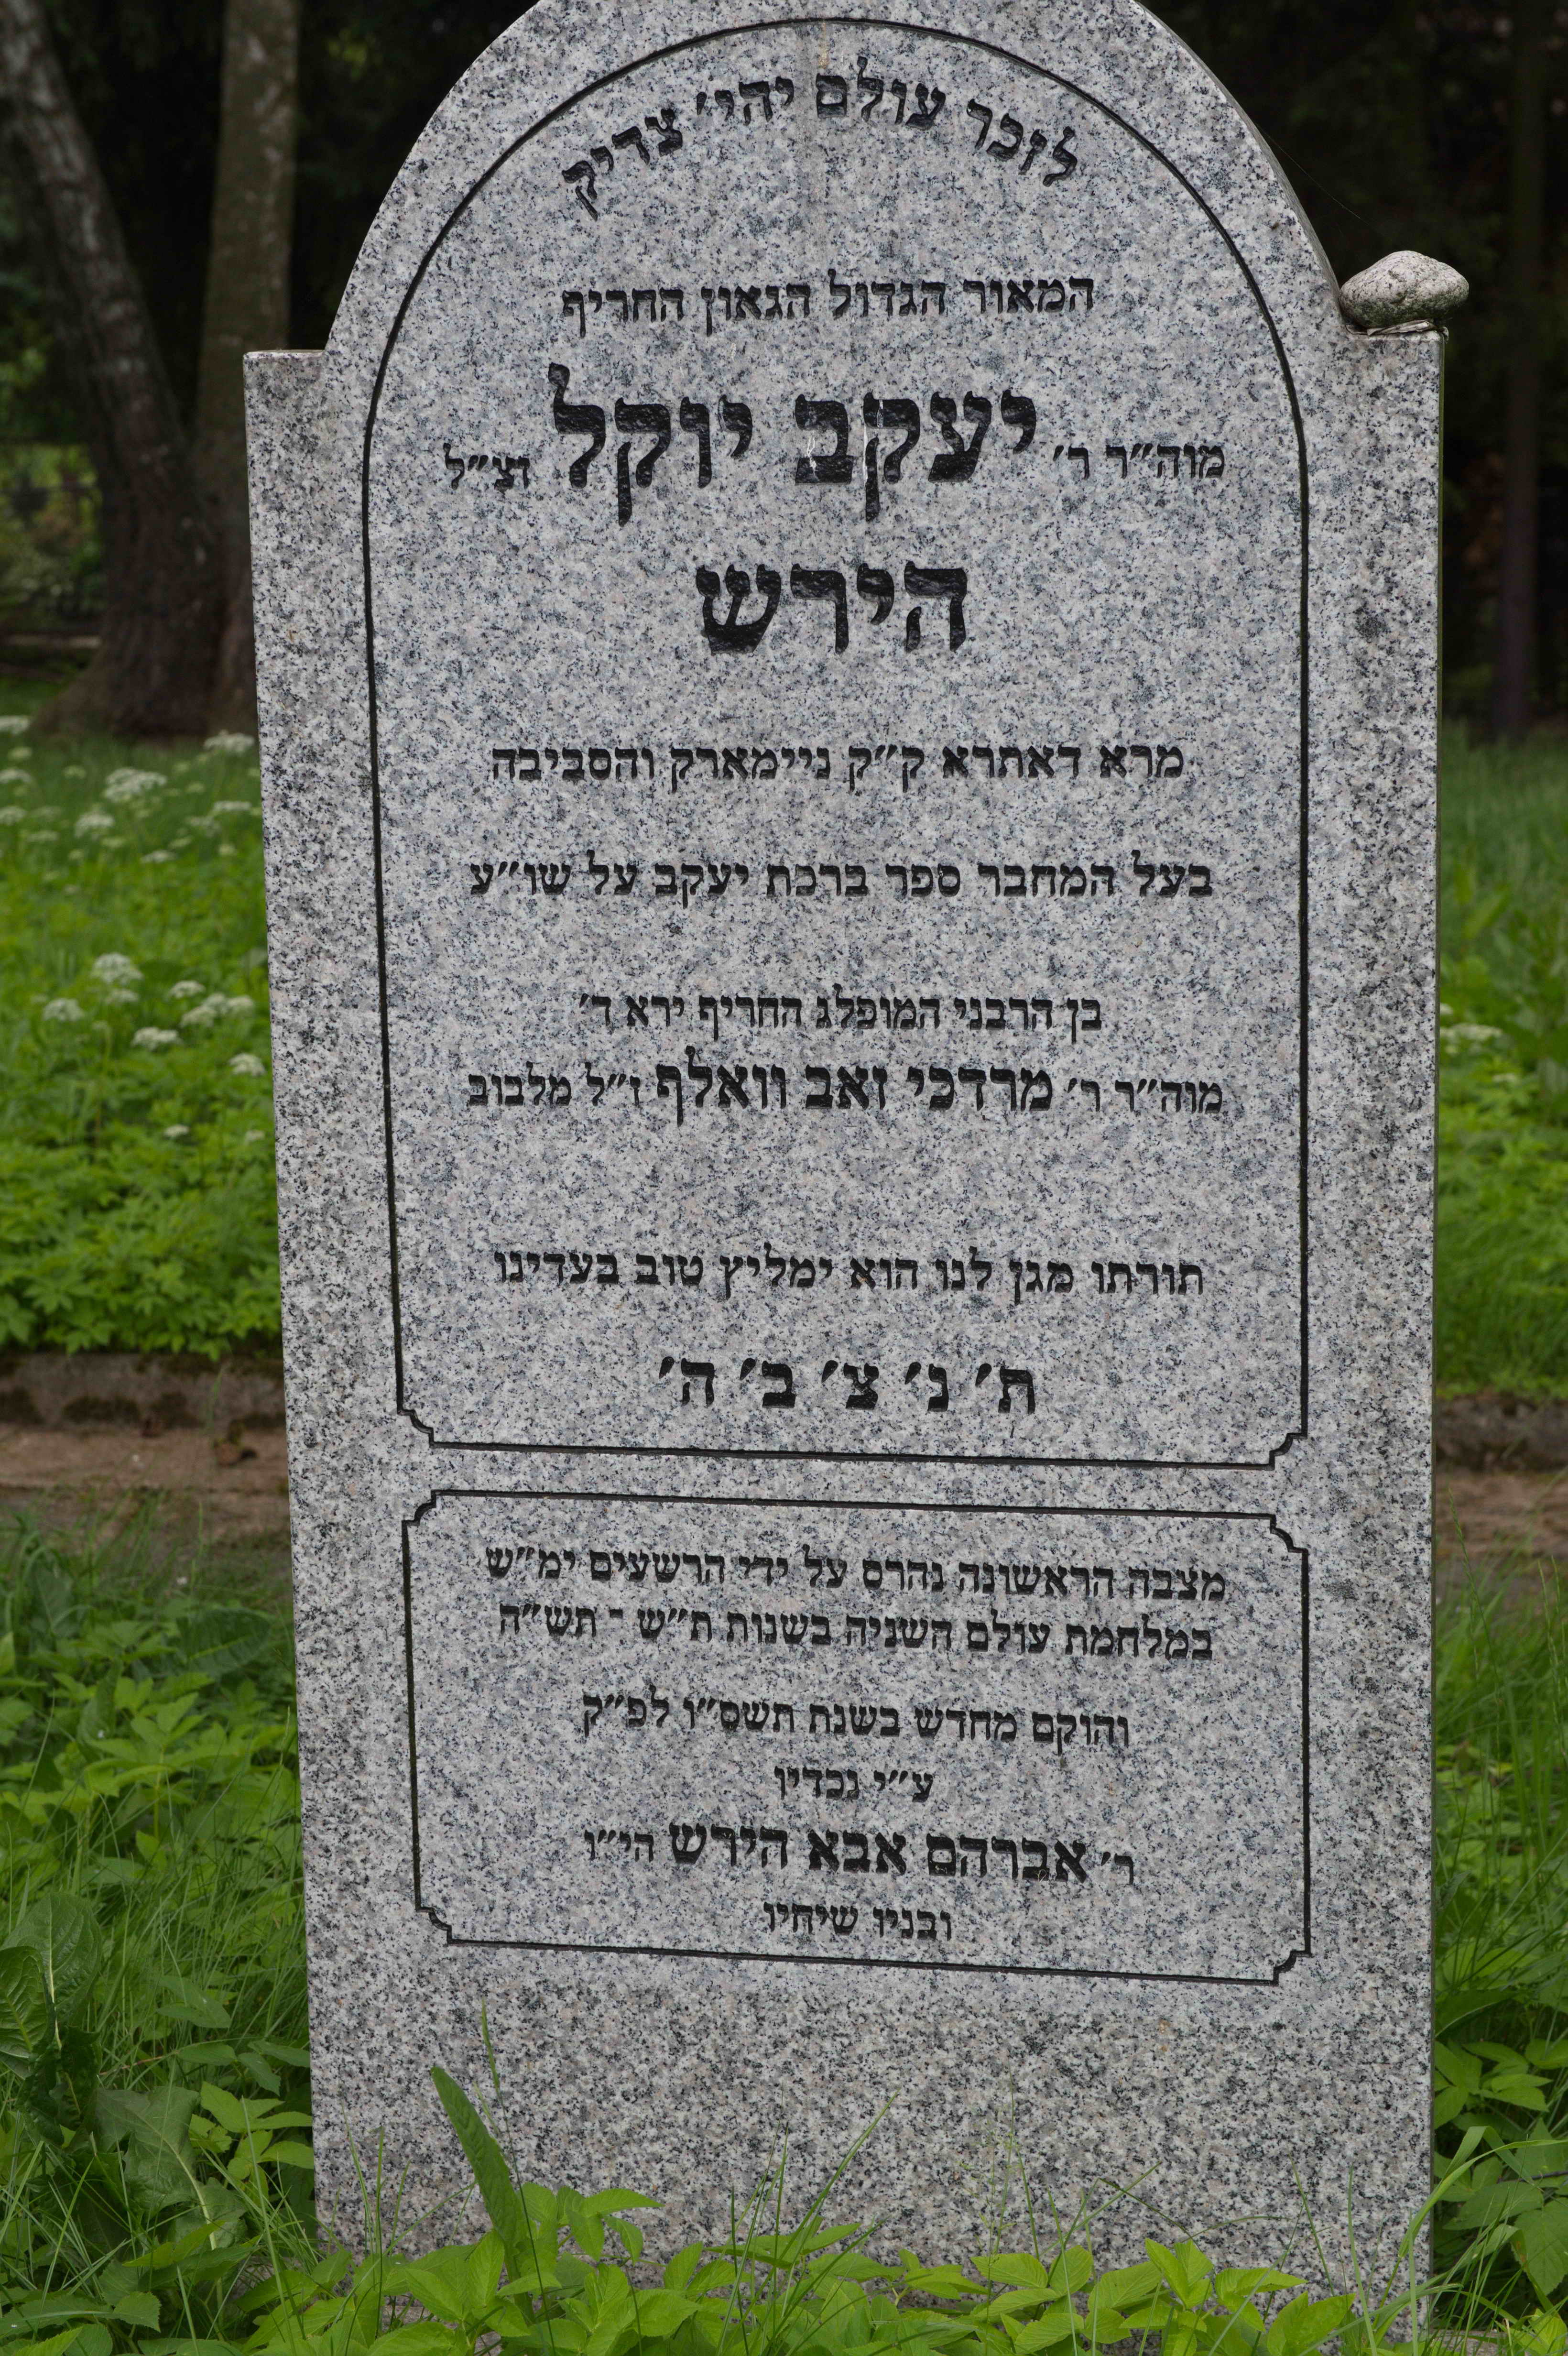 לזכר עולם יהי׳ צדיק
המאור הגדול הגאון החריף
מוה״ר ר׳ יעקב יוקל זצ״ל
הירש
מרא דאתרא ק״ק ניימארק והסביבה
בעל המחבר ספר ברכת יעקב על שו״ע
בן הרבני המופלג החריף ירא ד׳
מוה״ר ר׳ מרדכי זאב וואלף ז״ל מלבוב
תורתו מגן לנו הוא ימליץ טוב בעדינו
ת׳ נ׳ צ׳ ב׳ ה׳
מצבה הראשונה נהרס על ידי הרשעים ימ״ש
במלחמת עולם השניה בשנות ת״ש - תש״ה
והוקם מחדש בשנת תשס״ו לפ״ק
ע״י נכדיו
ר׳ אברהם אבא הירש הי״ו
ובניו שיחיו